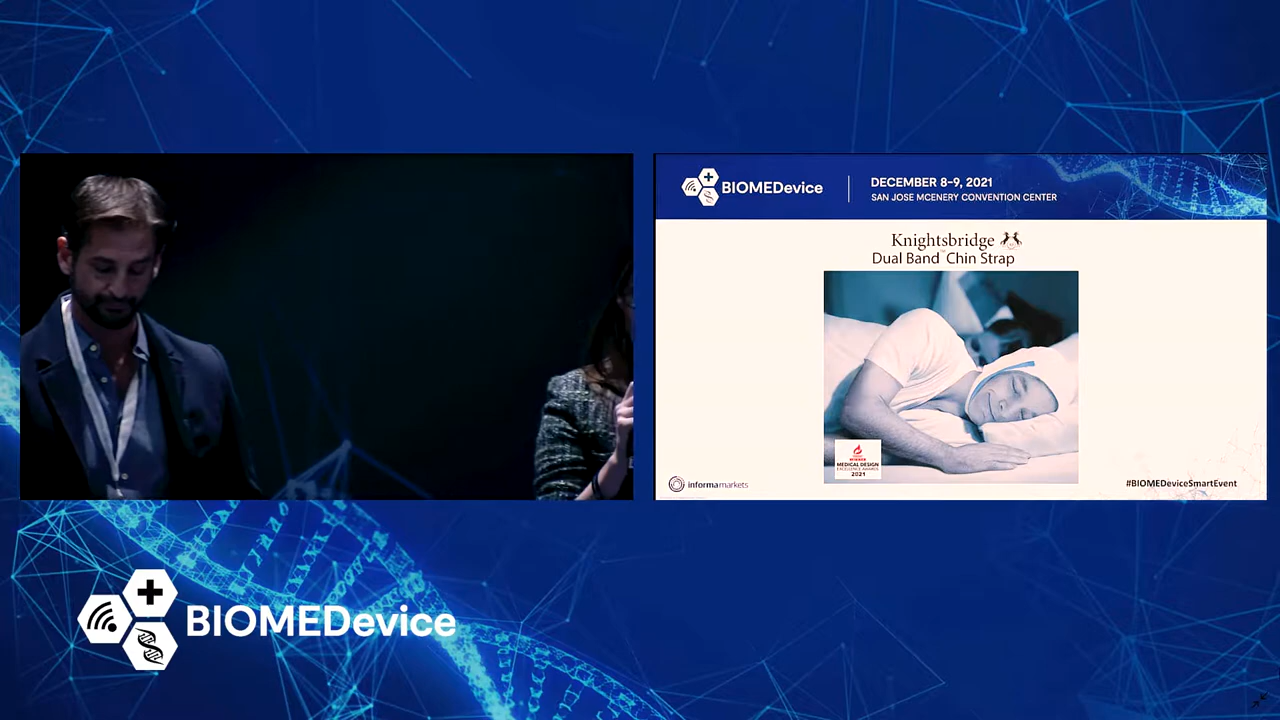 BIOMEDevice
DECEMBER 8-9, 2021
SAN JOSE MCENERY CONVENTION CENTER
Knightsbridge
Dual Band™ Chin Strap
WINNER
MEDICAL DESIGN
EXCELLENCE AWARDS
2021
informamarkets
#BIOMEDeviceSmartEvent
BIOMEDevice